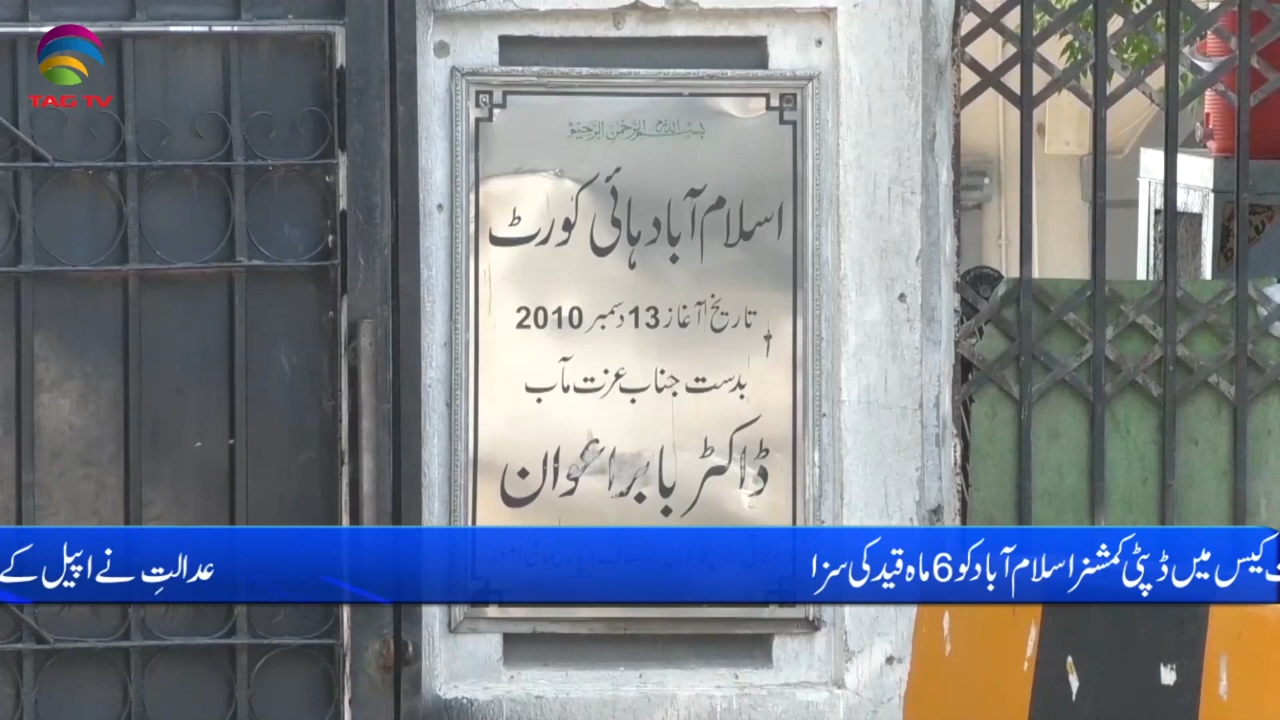 TAG TV
بسم اللہ الرحمٰن الرحیم
اسلام آباد ہائی کورٹ
تاریخ آغاز 13 دسمبر 2010
بدست جناب عزت مآب
ڈاکٹر بابر اعوان
کیس میں ڈپٹی کمشنر اسلام آباد کو 6 ماہ قید کی سزا
عدالتِ نے اپیل کے